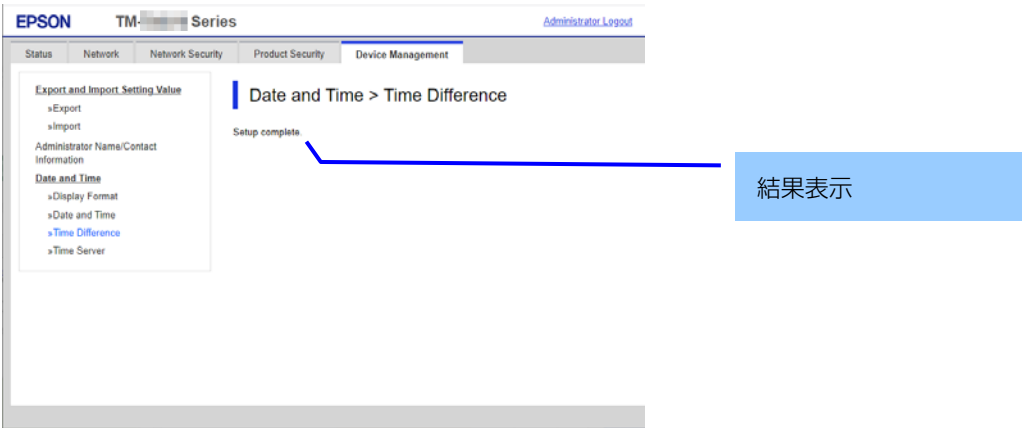 EPSON TM- Series Administrator Logout
Status Network Network Security Product Security Device Management
Export and Import Setting Value
»Export
»Import
Administrator Name/Contact
Information
Date and Time
»Display Format
»Date and Time
»Time Difference
»Time Server
Date and Time > Time Difference
Setup complete.
結果表示